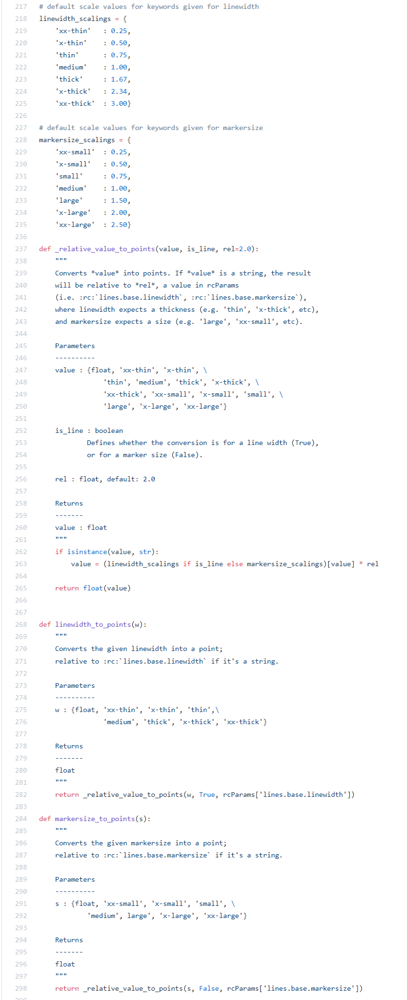 217 # default scale values for keywords given for linewidth
218 linewidth_scalings = {
219     'xx-thin'   : 0.25,
220     'x-thin'    : 0.50,
221     'thin'      : 0.75,
222     'medium'    : 1.00,
223     'thick'     : 1.67,
224     'x-thick'   : 2.34,
225     'xx-thick'  : 3.00}
226
227 # default scale values for keywords given for markersize
228 markersize_scalings = {
229     'xx-small'  : 0.25,
230     'x-small'   : 0.50,
231     'small'     : 0.75,
232     'medium'    : 1.00,
233     'large'     : 1.50,
234     'x-large'   : 2.00,
235     'xx-large'  : 2.50}
236
237 def _relative_value_to_points(value, is_line, rel=2.0):
238     """
239     Converts *value* into points. If *value* is a string, the result
240     will be relative to *rel*, a value in rcParams
241     (i.e. :rc:`lines.base.linewidth`, :rc:`lines.base.markersize`),
242     where linewidth expects a thickness (e.g. 'thin', 'x-thick', etc),
243     and markersize expects a size (e.g. 'large', 'xx-small', etc).
244
245     Parameters
246     ----------
247     value : {float, 'xx-thin', 'x-thin', \
248                 'thin', 'medium', 'thick', 'x-thick', \
249                 'xx-thick', 'xx-small', 'x-small', 'small', \
250                 'large', 'x-large', 'xx-large'}
251
252     is_line : boolean
253             Defines whether the conversion is for a line width (True),
254             or for a marker size (False).
255
256     rel : float, default: 2.0
257
258     Returns
259     -------
260     value : float
261     """
262     if isinstance(value, str):
263         value = (linewidth_scalings if is_line else markersize_scalings)[value] * rel
264
265     return float(value)
266
267
268 def linewidth_to_points(w):
269     """
270     Converts the given linewidth into a point;
271     relative to :rc:`lines.base.linewidth` if it's a string.
272
273     Parameters
274     ----------
275     w : {float, 'xx-thin', 'x-thin', 'thin',\
276                 'medium', 'thick', 'x-thick', 'xx-thick'}
277
278     Returns
279     -------
280     float
281     """
282     return _relative_value_to_points(w, True, rcParams['lines.base.linewidth'])
283
284 def markersize_to_points(s):
285     """
286     Converts the given markersize into a point;
287     relative to :rc:`lines.base.markersize` if it's a string.
288
289     Parameters
290     ----------
291     s : {float, 'xx-small', 'x-small', 'small', \
292             'medium', large', 'x-large', 'xx-large'}
293
294     Returns
295     -------
296     float
297     """
298     return _relative_value_to_points(s, False, rcParams['lines.base.markersize'])